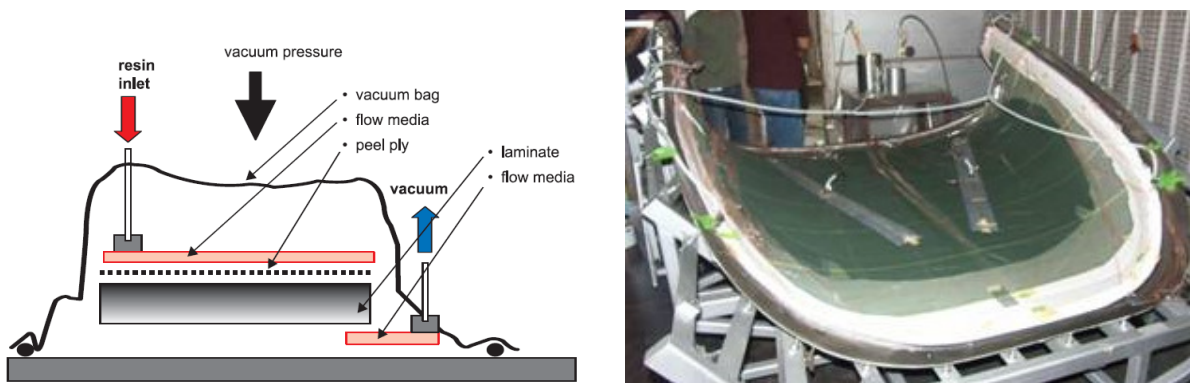 vacuum pressure
resin
inlet
• vacuum bag
• flow media
• peel ply
• laminate
• flow media
vacuum